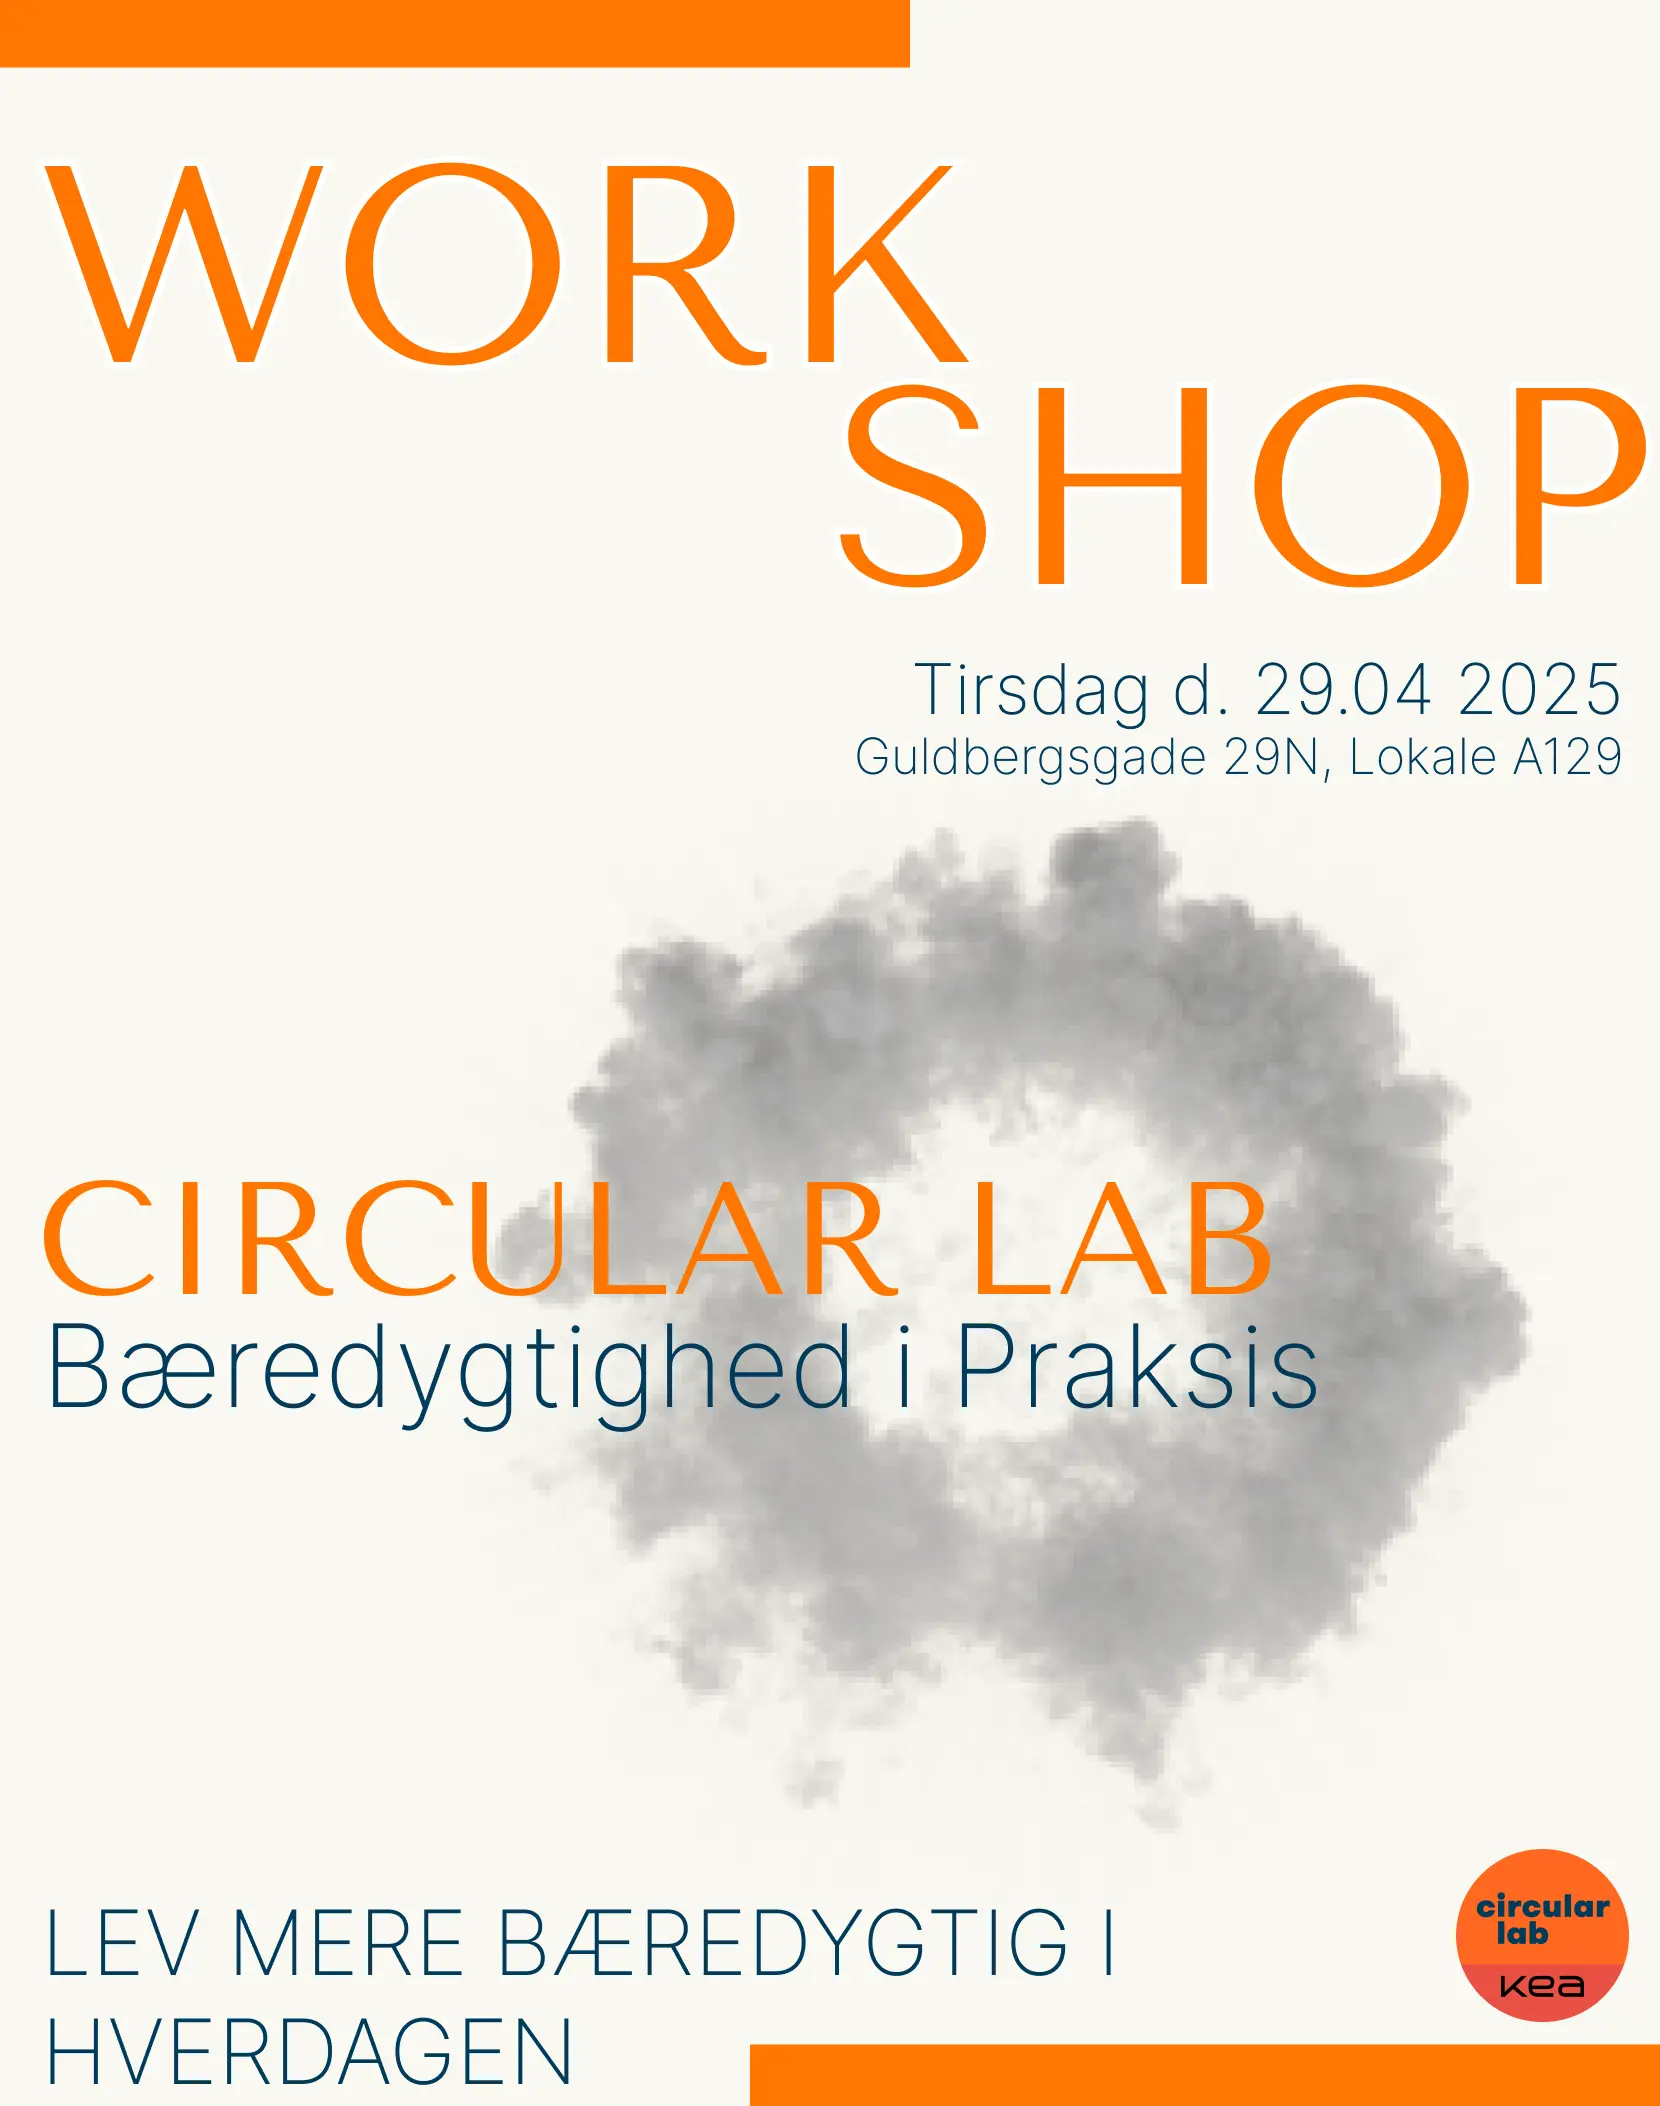 WORK
SHOP
Tirsdag d. 29.04 2025
Guldbergsgade 29N, Lokale A129
CIRCULAR LAB
Bæredygtighed i Praksis
LEV MERE BÆREDYGTIG I
HVERDAGEN
circular
lab
kea